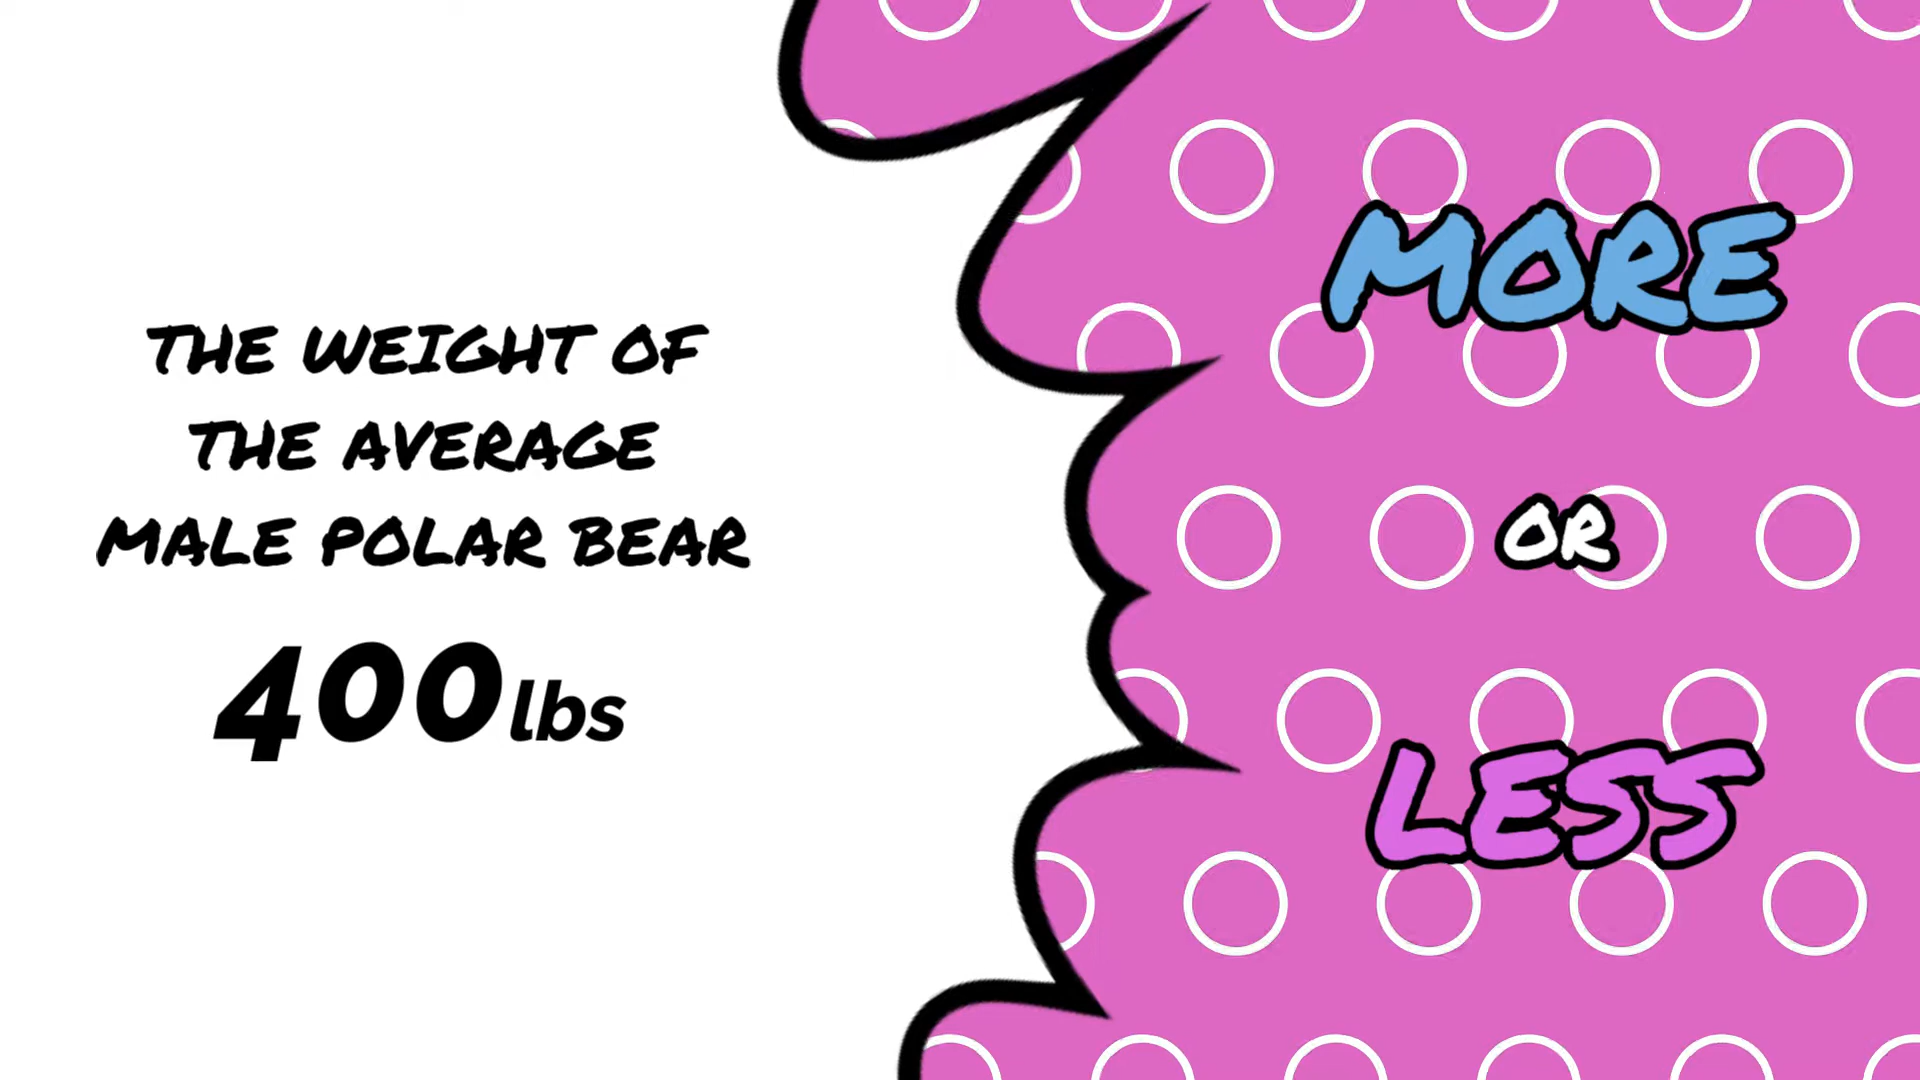 THE WEIGHT OF
THE AVERAGE
MALE POLAR BEAR
400lbs
MORE
OR
LESS